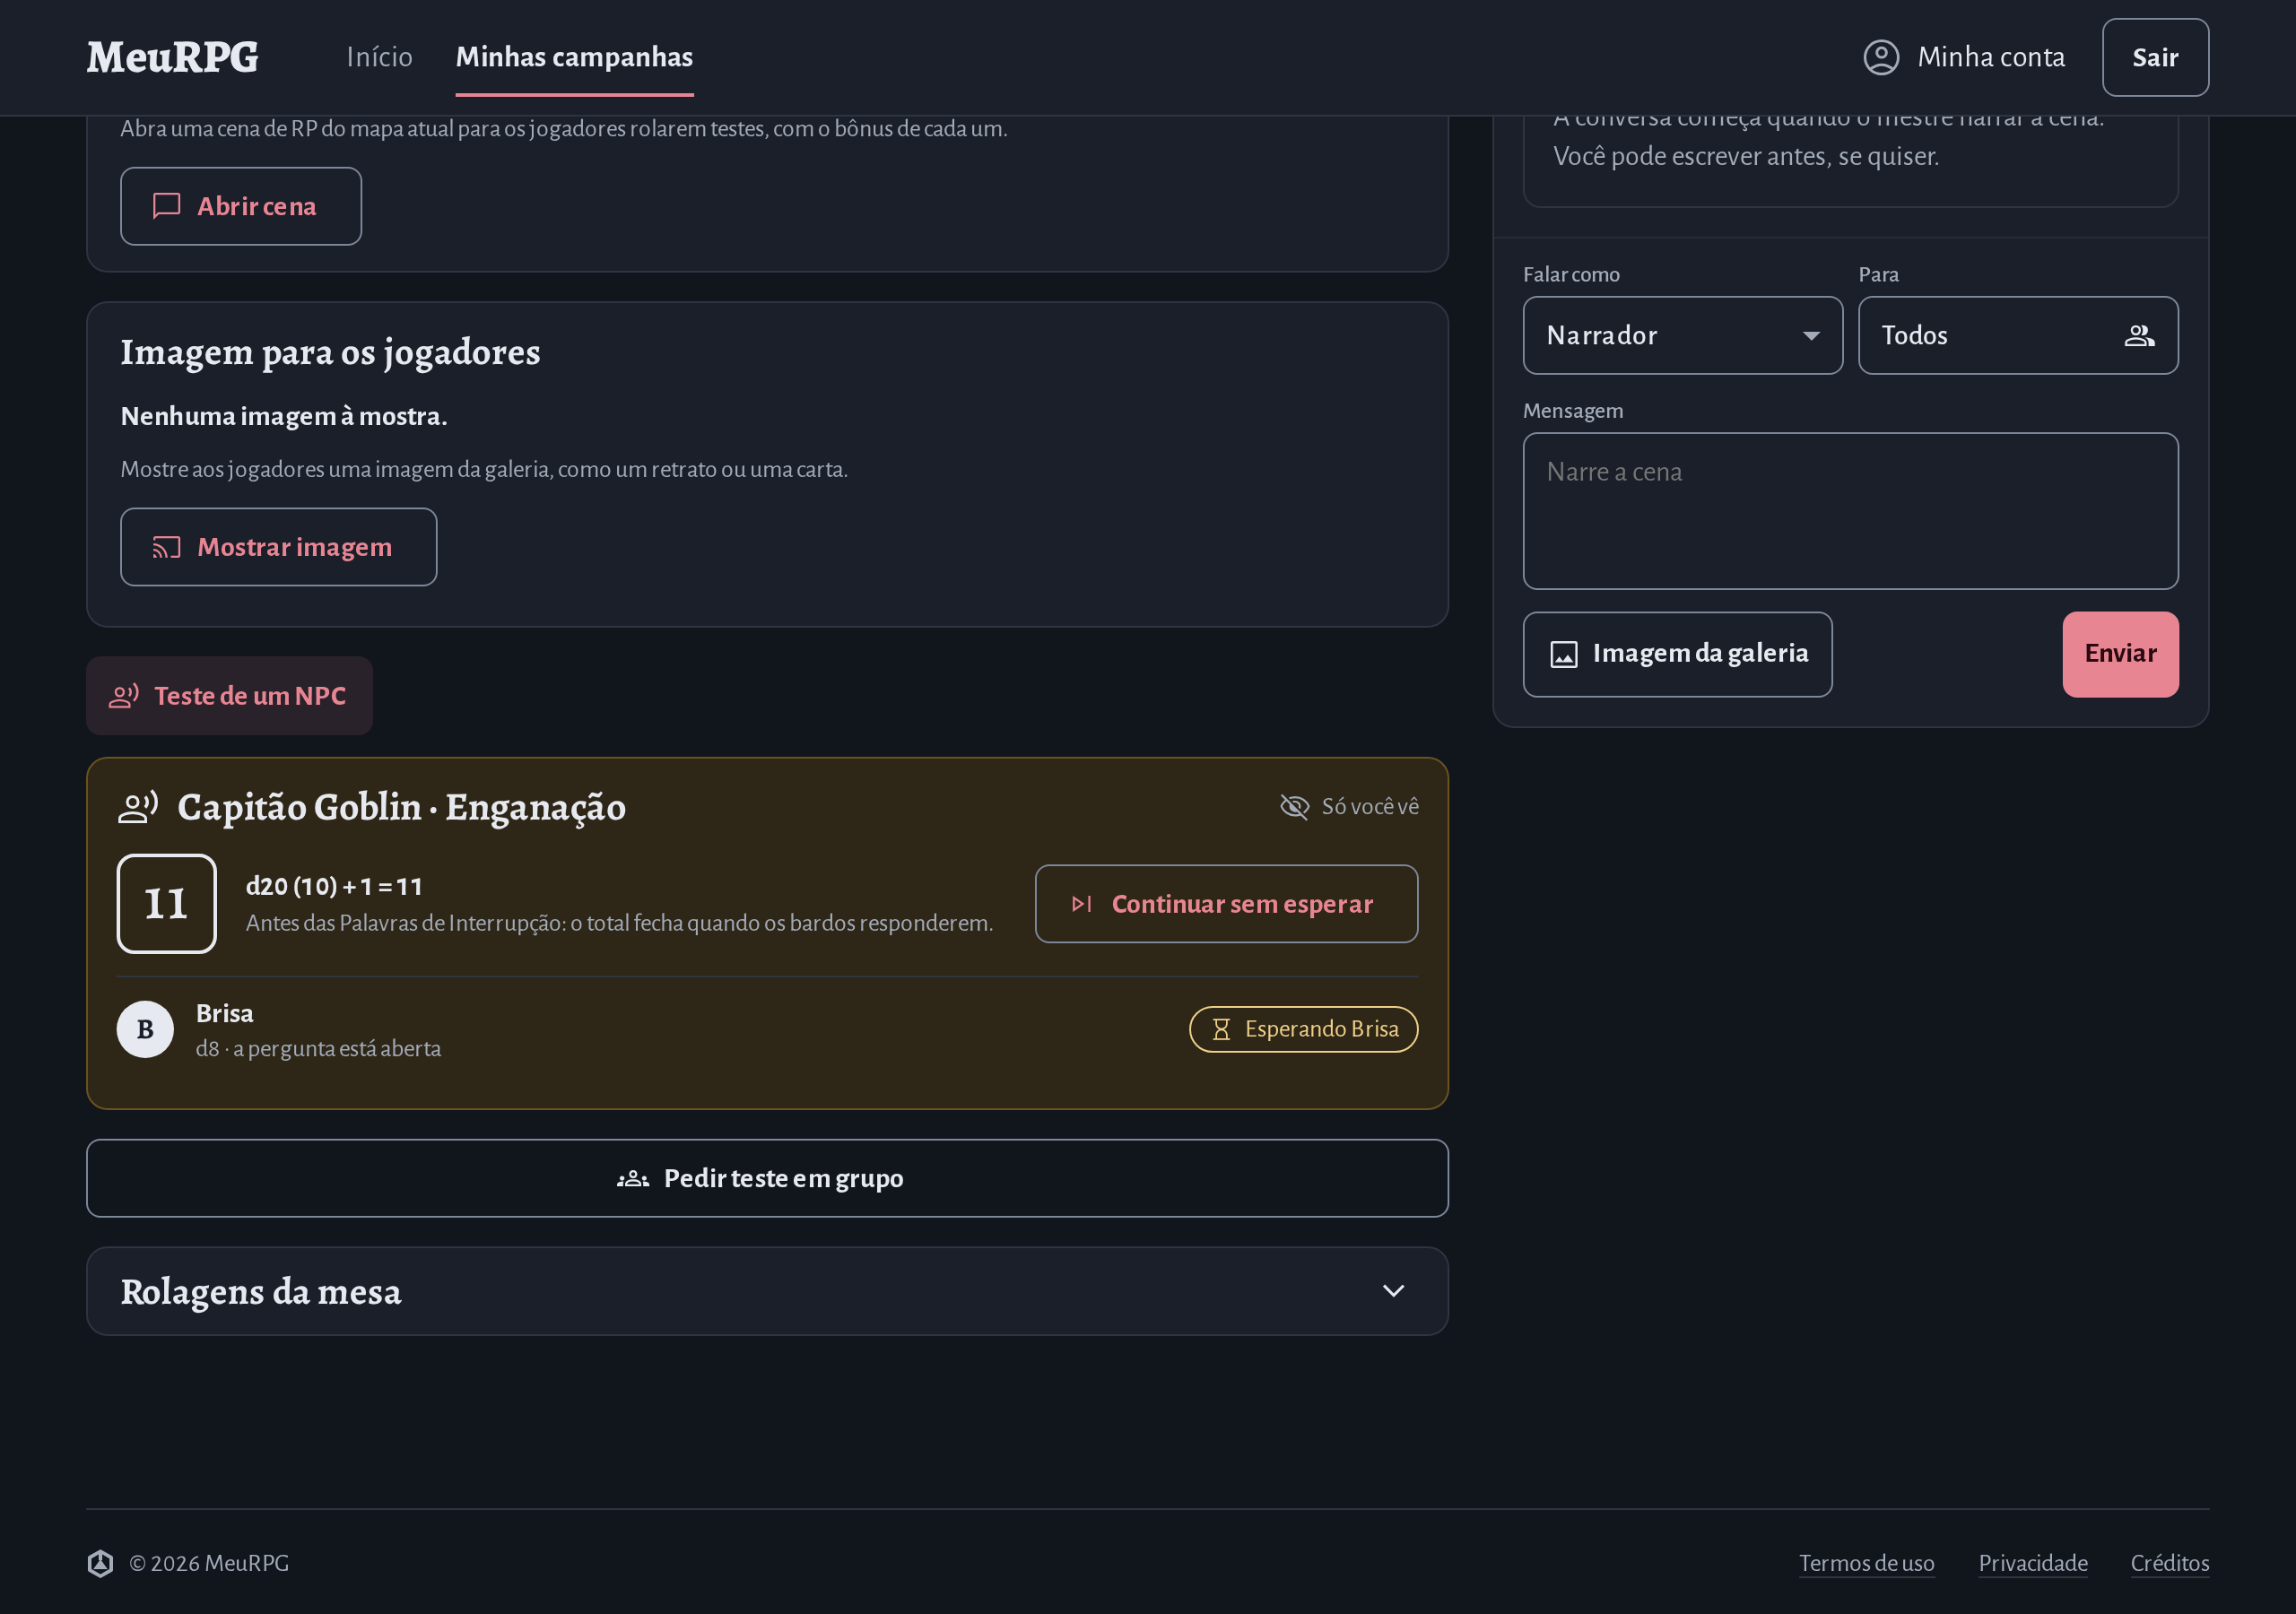 MeuRPG
Início
Minhas campanhas
Minha conta
Sair
Abra uma cena de RP do mapa atual para os jogadores rolarem testes, com o bônus de cada um.
Abrir cena
Imagem para os jogadores
Nenhuma imagem à mostra.
Mostre aos jogadores uma imagem da galeria, como um retrato ou uma carta.
Mostrar imagem
Teste de um NPC
Capitão Goblin · Enganação
Só você vê
11
d20 (10) + 1 = 11
Antes das Palavras de Interrupção: o total fecha quando os bardos responderem.
Continuar sem esperar
B
Brisa
d8 · a pergunta está aberta
Esperando Brisa
Pedir teste em grupo
Rolagens da mesa
A conversa começa quando o mestre narrar a cena.
Você pode escrever antes, se quiser.
Falar como
Para
Narrador
Todos
Mensagem
Narre a cena
Imagem da galeria
Enviar
© 2026 MeuRPG
Termos de uso
Privacidade
Créditos